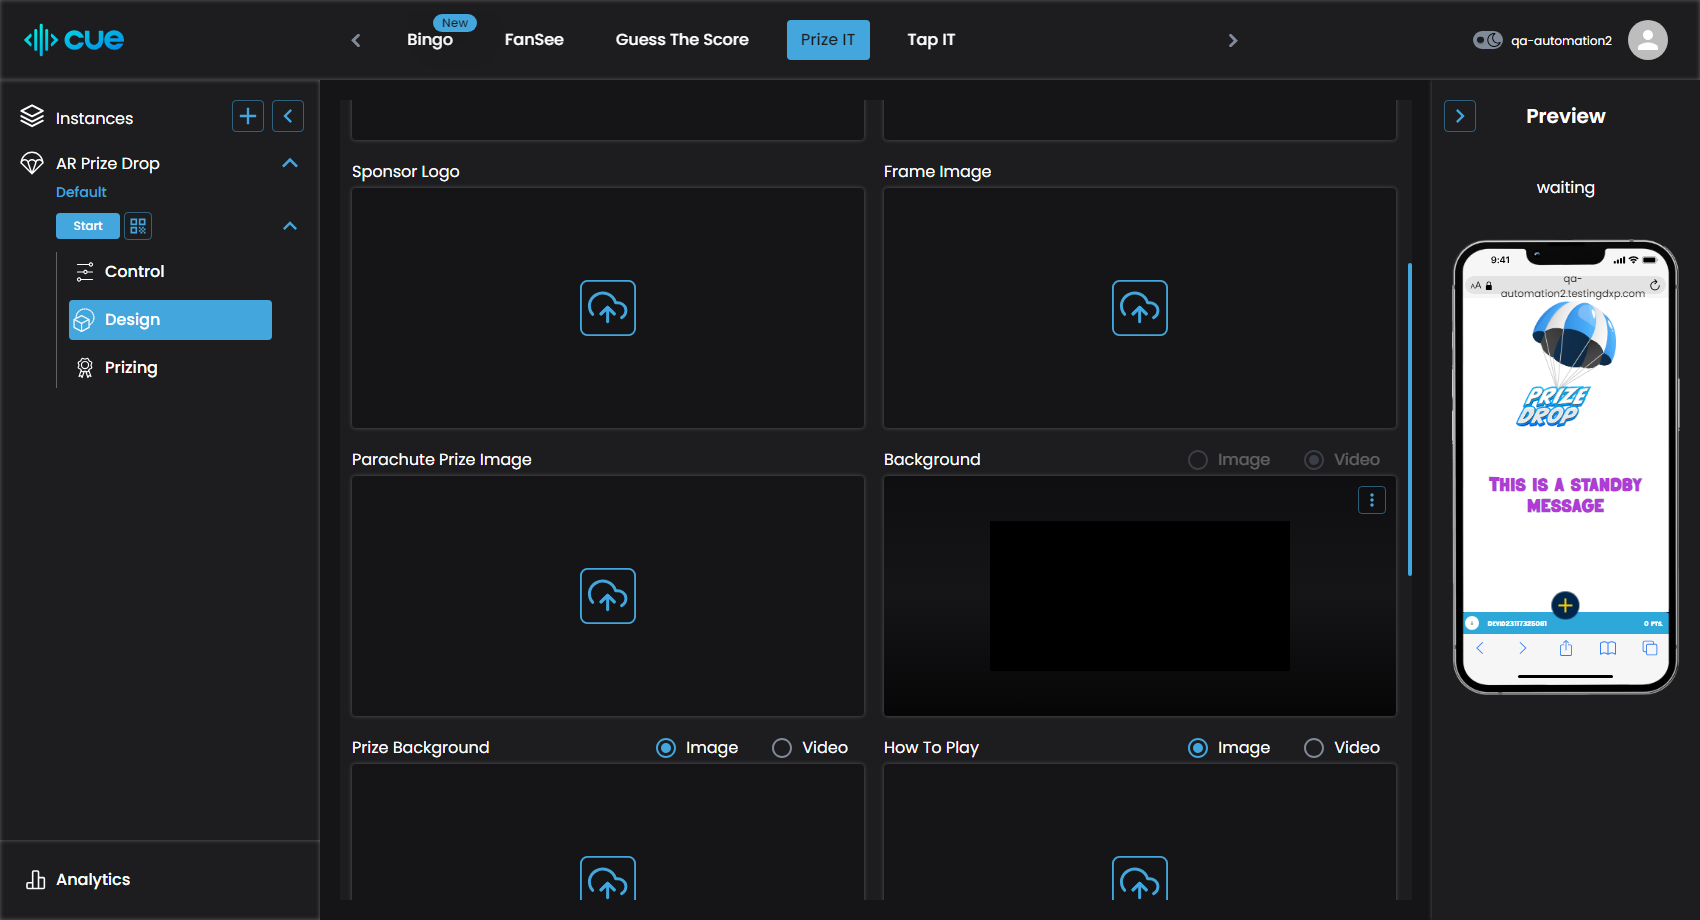 cue
New
Bingo
FanSee
Guess The Score
Prize IT
Tap IT
qa-automation2
Instances
AR Prize Drop
Default
Start
Control
Design
Prizing
Analytics
Sponsor Logo
Frame Image
Parachute Prize Image
Background
Image
Video
Prize Background
Image
Video
How To Play
Image
Video
Preview
waiting
9:41
AA
qa-
automation2.testingdxp.com
PRIZE
DROP
THIS IS A STANDBY
MESSAGE
0 PTS.